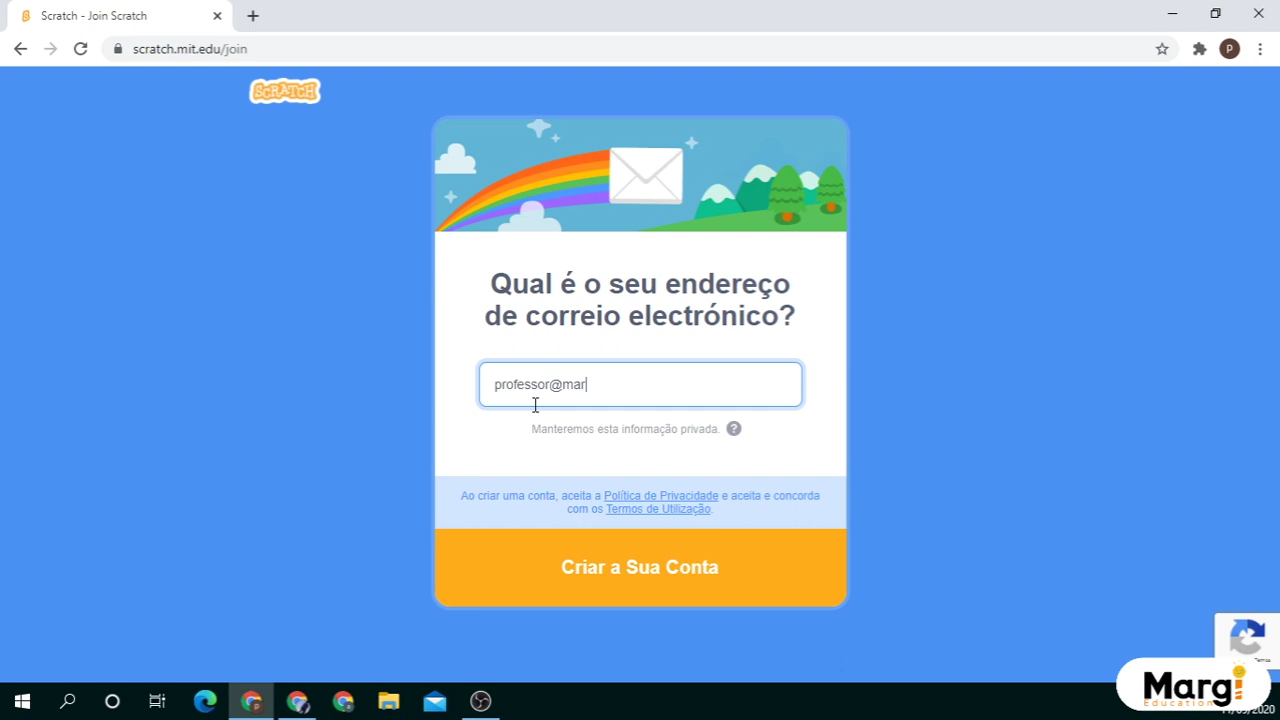 Scratch - Join Scratch
scratch.mit.edu/join
P
SCRATCH
Qual é o seu endereço
de correio electrónico?
professor@mar
Manteremos esta informação privada. ?
Ao criar uma conta, aceita a Política de Privacidade e aceita e concorda
com os Termos de Utilização.
Criar a Sua Conta
Margi
Education